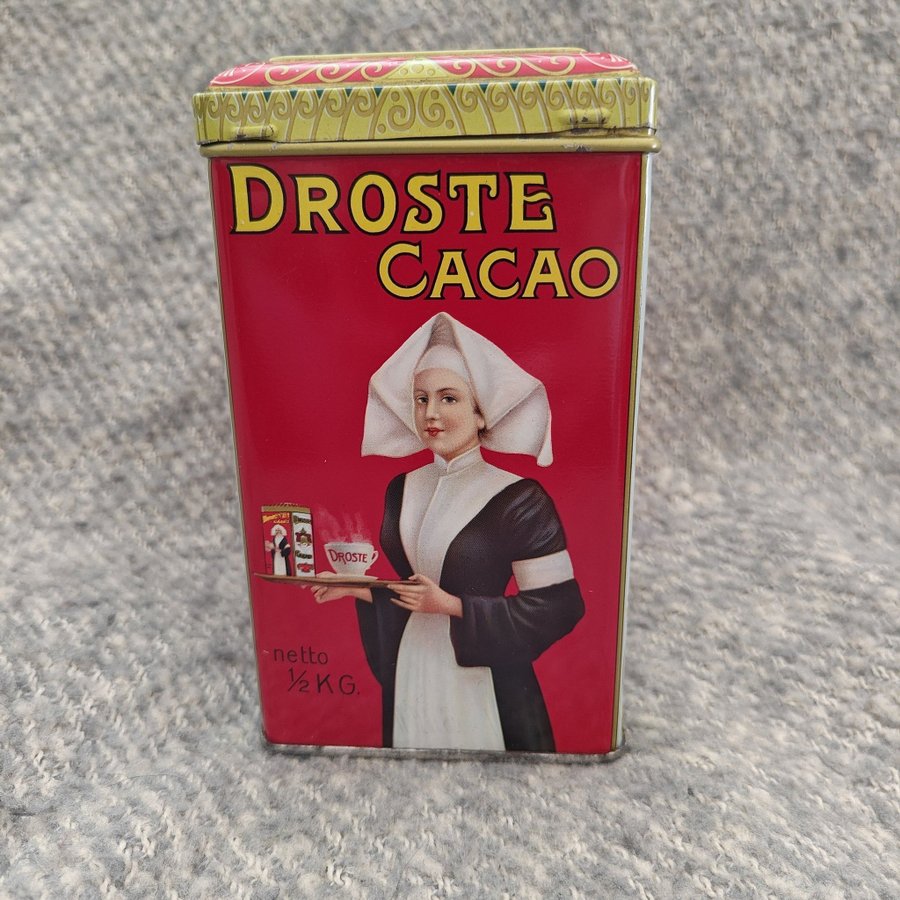 DROSTE
CACAO
DROSTE
netto
½ KG.